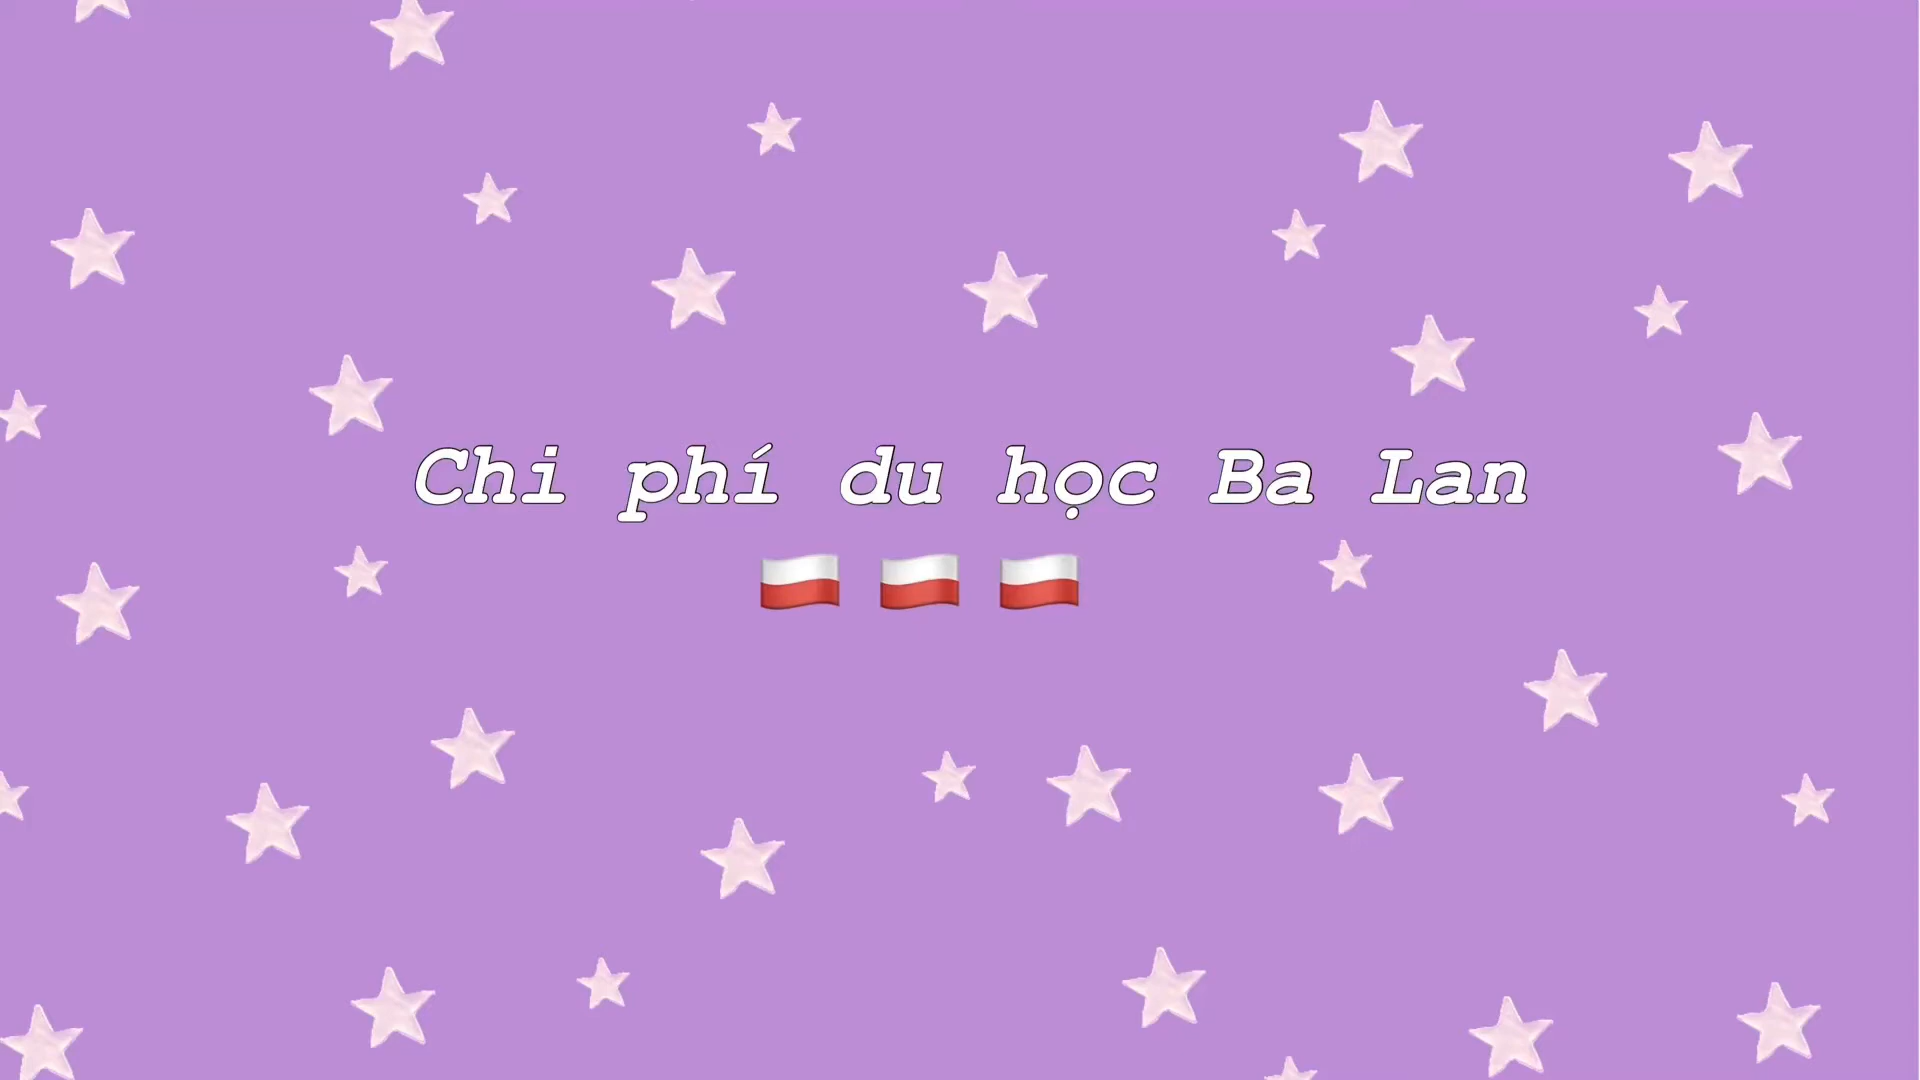 Chi phí du học Ba Lan
🇵🇱 🇵🇱 🇵🇱